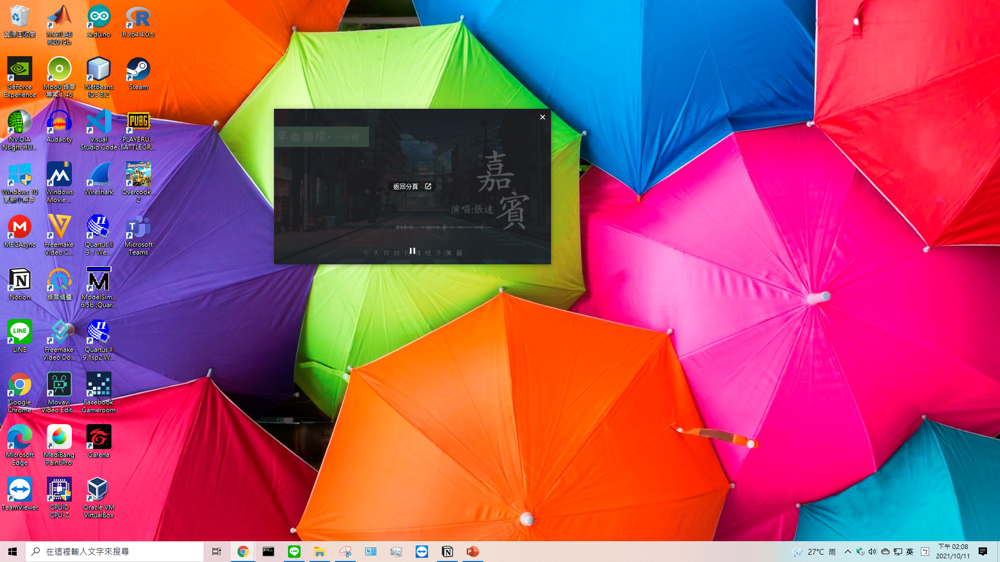 資源回收筒
MATLAB
R2019b
Arduino
R x64 4.0.5
GeForce
Experience
Moo0 錄音
專家 1.46
NetBeans
IDE 8.2
Steam
NVIDIA
Nsight HU...
Audacity
Visual
Studio Code
PUBG
PLAYERU...
BATTLEGR...
Windows 10
更新小幫手
Windows
Movie ...
Wireshark
OVERCOOKED!
Overcook...
2
MEGAsync
Freemake
Video C...
Quartus II
9.1 We...
Microsoft
Teams
Notion
錄音精靈
ModelSim...
6.5b (Quar...
LINE
LINE
Freemake
Video Do...
Quartus II
9.1sp2 W...
Google
Chrome
Movavi
Video Edit...
Facebook
Gameroom
Microsoft
Edge
MediBang
Paint Pro
Garena
TeamViewer
CPUID
CPU-Z
Oracle VM
VirtualBox
單曲循環•一小時
返回分頁
嘉賓
演唱:張遠
今天你妝扮得格外美麗
在這裡輸入文字來搜尋
27°C 雨
英
ㄅ
下午 02:08
2021/10/11